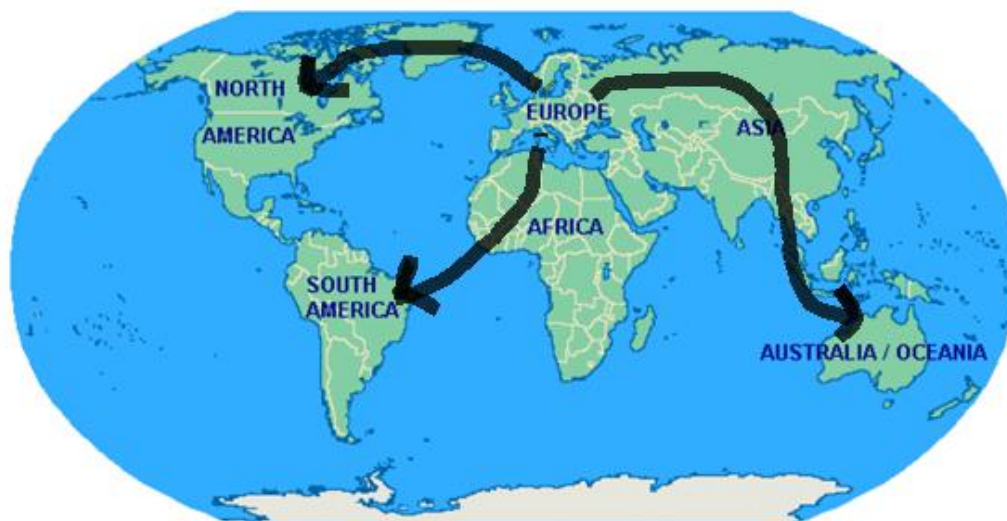 NORTH
AMERICA
EUROPE
ASIA
AFRICA
SOUTH
AMERICA
AUSTRALIA / OCEANIA